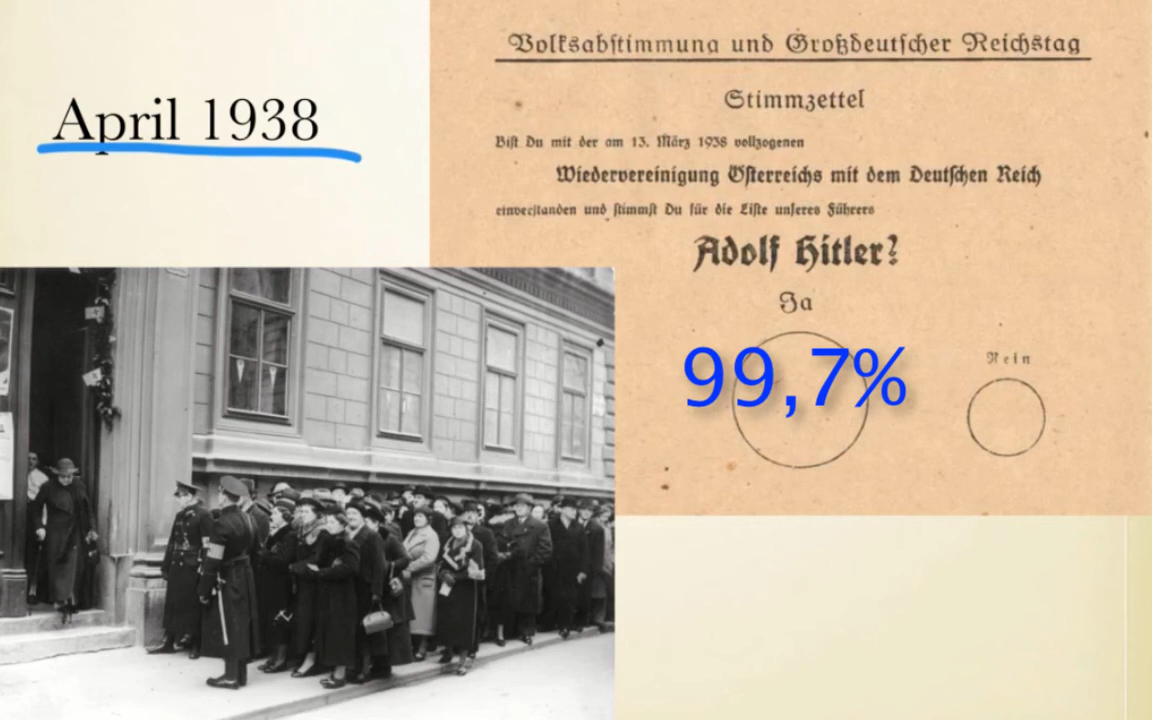 April 1938
Volksabstimmung und Großdeutscher Reichstag
Stimmzettel
Bist Du mit der am 13. März 1938 vollzogenen
Wiedervereinigung Österreichs mit dem Deutschen Reich
einverstanden und stimmst Du für die Liste unseres Führers
Adolf Hitler?
Ja
99,7%
Nein